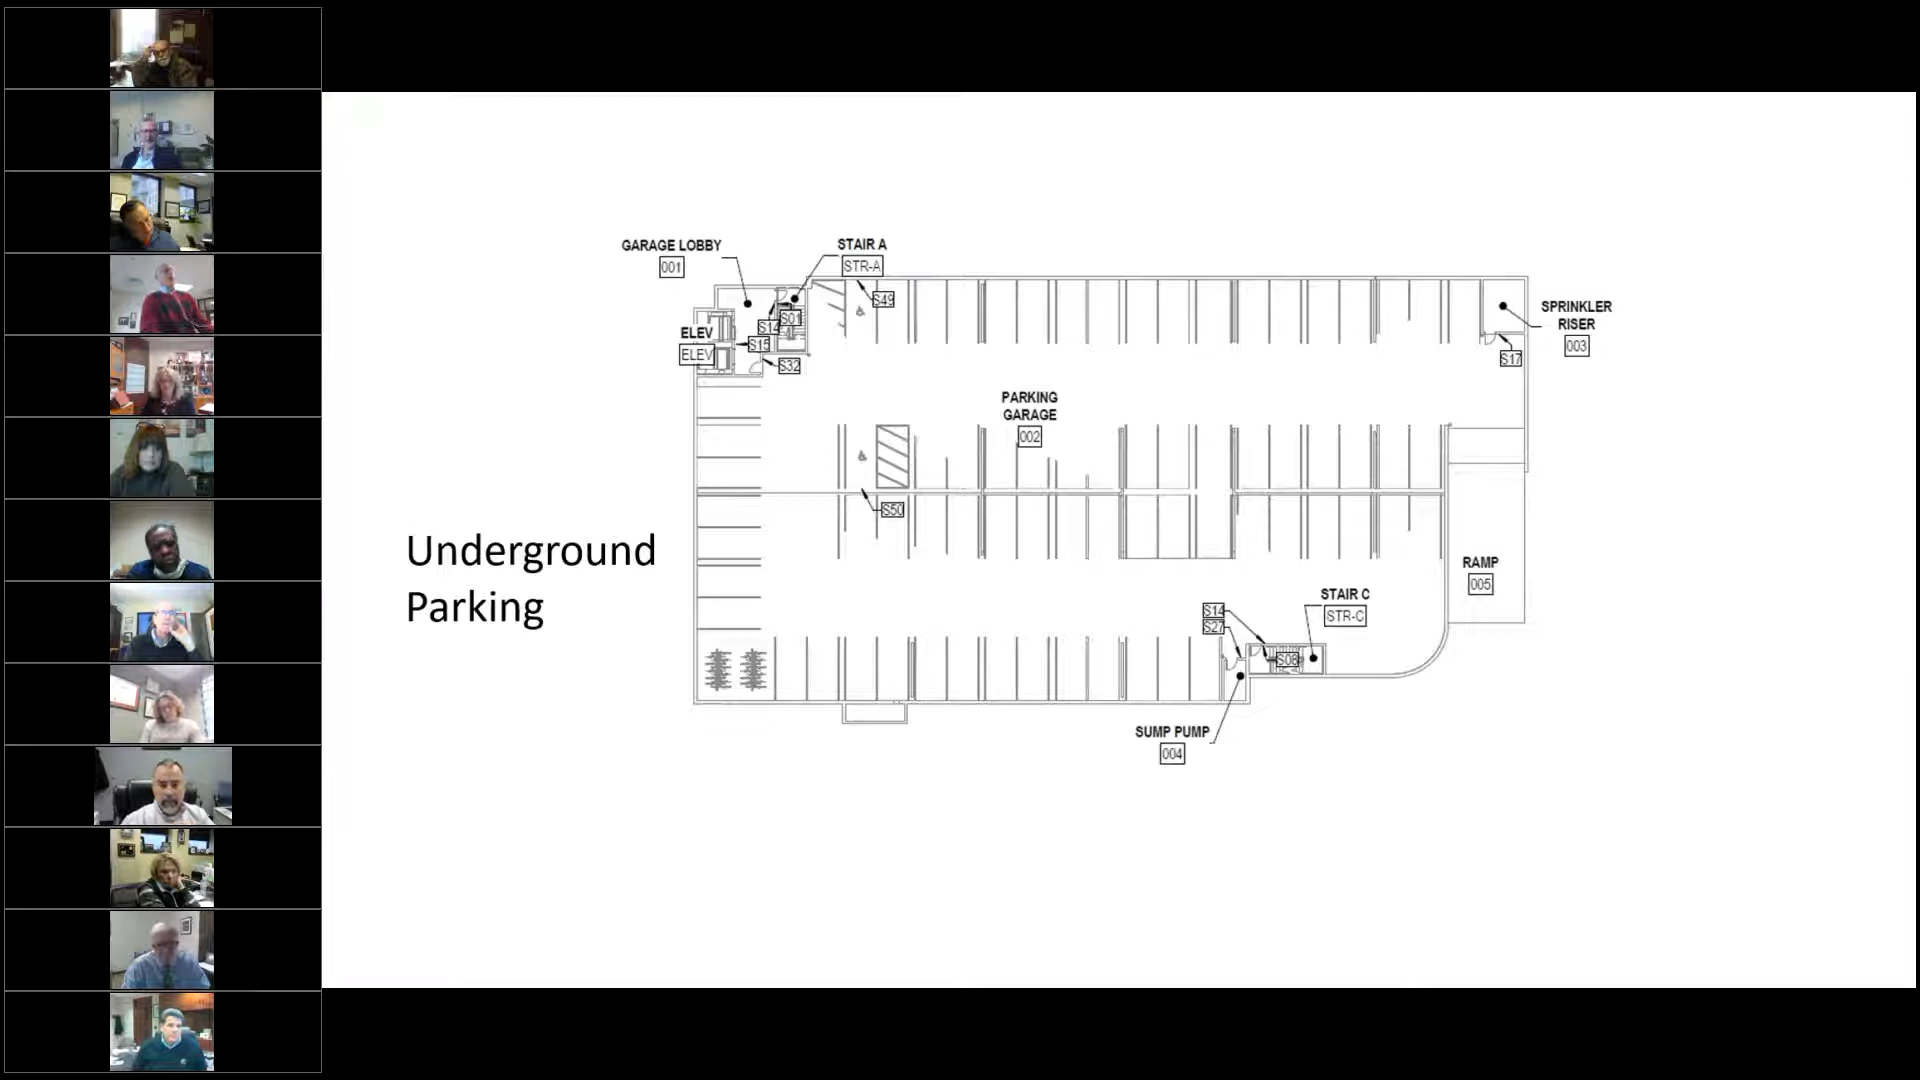 GARAGE LOBBY
001
STAIR A
STR-A
S49
S01
S14
S15
S32
ELEV
ELEV
SPRINKLER
RISER
003
S17
PARKING
GARAGE
002
S50
Underground
Parking
RAMP
005
STAIR C
STR-C
S14
S27
S08
SUMP PUMP
004